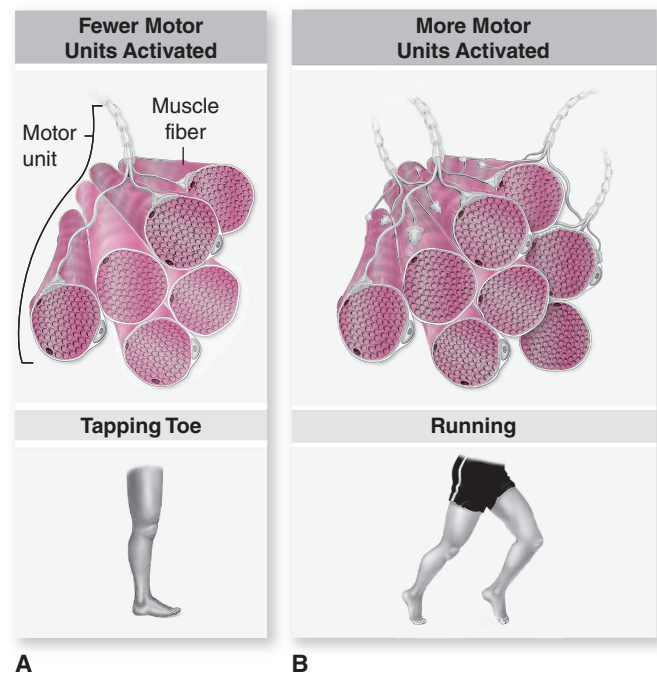 Fewer Motor
Units Activated
Motor
unit
Muscle
fiber
Tapping Toe
A
More Motor
Units Activated
Running
B